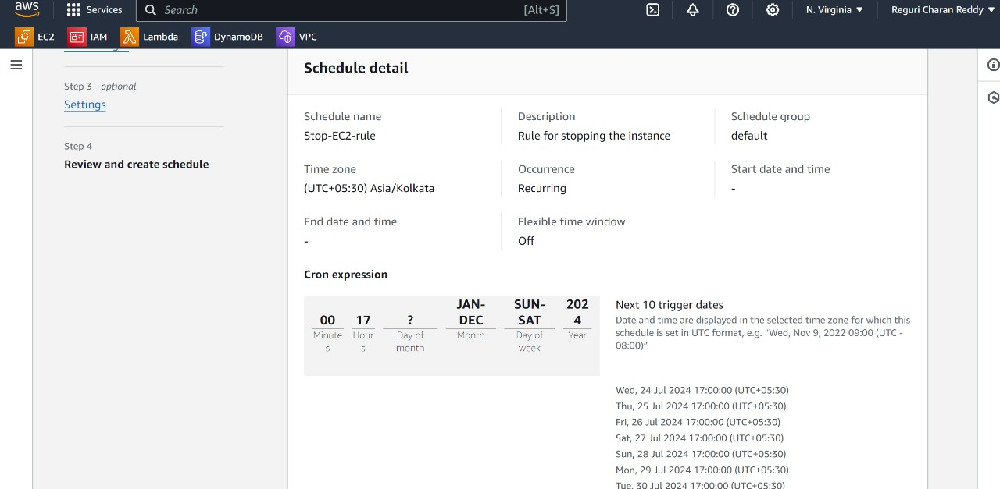 aws
Services
Search
[Alt+S]
N. Virginia ▼
Reguri Charan Reddy ▼
EC2
IAM
Lambda
DynamoDB
VPC
Step 3 - optional
Settings
Step 4
Review and create schedule
Schedule detail
Schedule name
Stop-EC2-rule
Description
Rule for stopping the instance
Schedule group
default
Time zone
(UTC+05:30) Asia/Kolkata
Occurrence
Recurring
Start date and time
-
End date and time
-
Flexible time window
Off
Cron expression
00
Minute
s
17
Hour
s
?
Day of
month
JAN-
DEC
Month
SUN-
SAT
Day of
week
202
4
Year
Next 10 trigger dates
Date and time are displayed in the selected time zone for which this
schedule is set in UTC format, e.g. “Wed, Nov 9, 2022 09:00 (UTC -
08:00)”
Wed, 24 Jul 2024 17:00:00 (UTC+05:30)
Thu, 25 Jul 2024 17:00:00 (UTC+05:30)
Fri, 26 Jul 2024 17:00:00 (UTC+05:30)
Sat, 27 Jul 2024 17:00:00 (UTC+05:30)
Sun, 28 Jul 2024 17:00:00 (UTC+05:30)
Mon, 29 Jul 2024 17:00:00 (UTC+05:30)
Tue, 30 Jul 2024 17:00:00 (UTC+05:30)